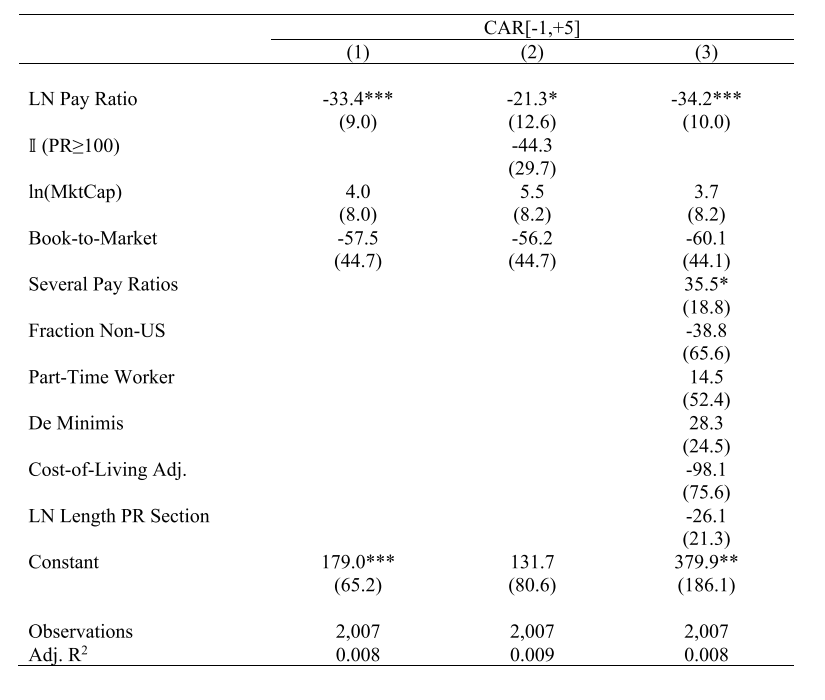 CAR[-1,+5]
(1) (2) (3)
LN Pay Ratio -33.4*** -21.3* -34.2***
(9.0) (12.6) (10.0)
𝕀 (PR≥100) -44.3
(29.7)
ln(MktCap) 4.0 5.5 3.7
(8.0) (8.2) (8.2)
Book-to-Market -57.5 -56.2 -60.1
(44.7) (44.7) (44.1)
Several Pay Ratios 35.5*
(18.8)
Fraction Non-US -38.8
(65.6)
Part-Time Worker 14.5
(52.4)
De Minimis 28.3
(24.5)
Cost-of-Living Adj. -98.1
(75.6)
LN Length PR Section -26.1
(21.3)
Constant 179.0*** 131.7 379.9**
(65.2) (80.6) (186.1)
Observations 2,007 2,007 2,007
Adj. R² 0.008 0.009 0.008